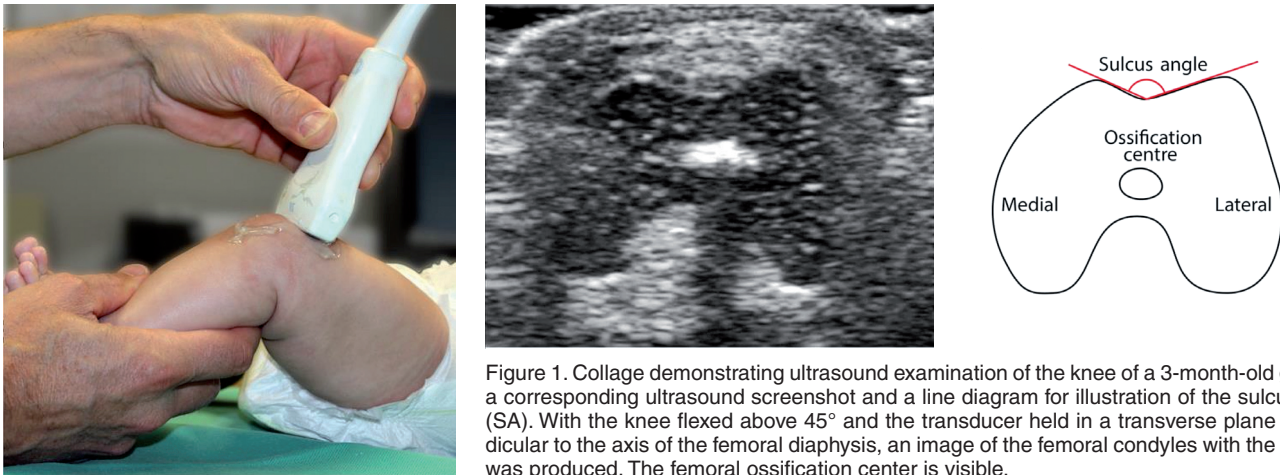 Sulcus angle
Ossification
centre
Medial
Lateral
Figure 1. Collage demonstrating ultrasound examination of the knee of a 3-month-old
a corresponding ultrasound screenshot and a line diagram for illustration of the
(SA). With the knee flexed above 45° and the transducer held in a transverse plane
dicular to the axis of the femoral diaphysis, an image of the femoral condyles with the
was produced. The femoral ossification center is visible.